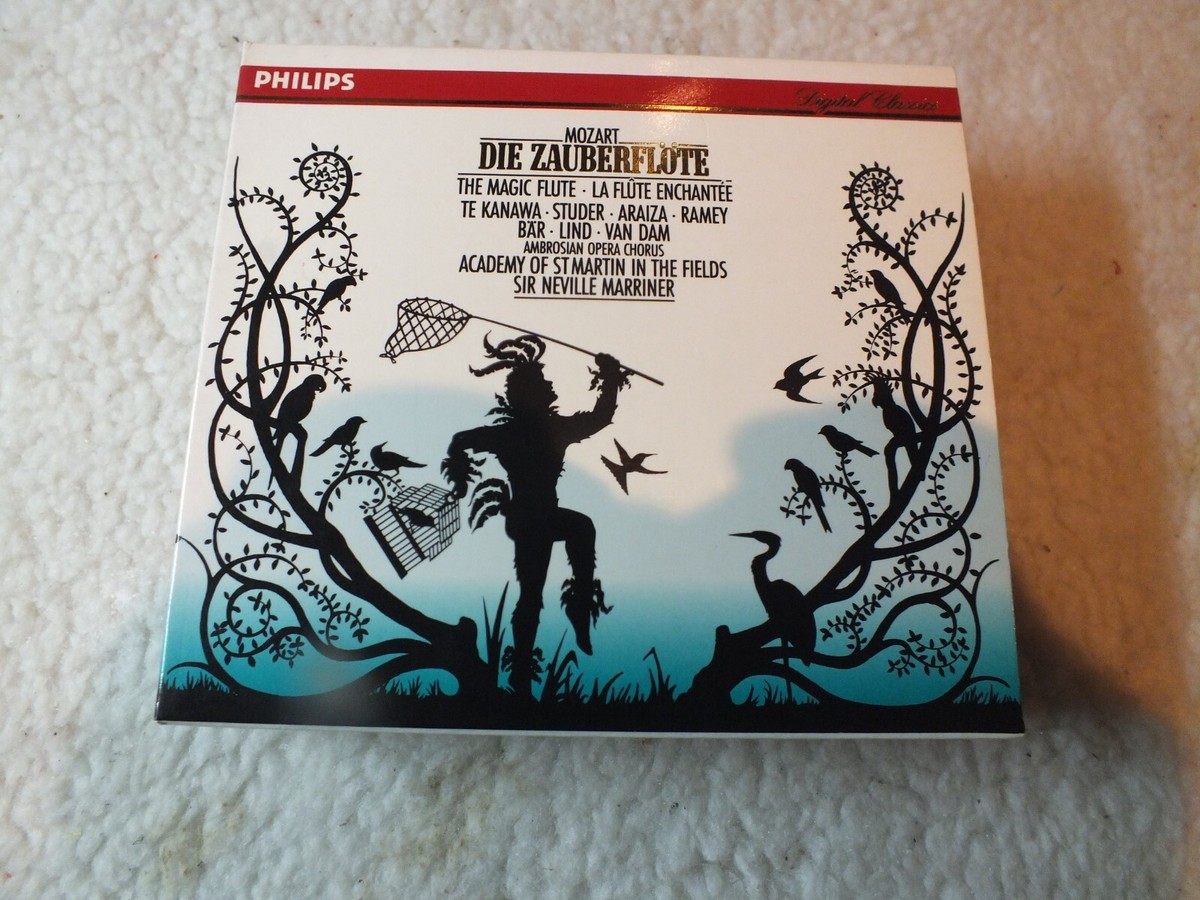 PHILIPS
Digital Classics
MOZART
DIE ZAUBERFLÖTE
THE MAGIC FLUTE · LA FLÛTE ENCHANTÉE
TE KANAWA · STUDER · ARAIZA · RAMEY
BÄR · LIND · VAN DAM
AMBROSIAN OPERA CHORUS
ACADEMY OF ST MARTIN IN THE FIELDS
SIR NEVILLE MARRINER